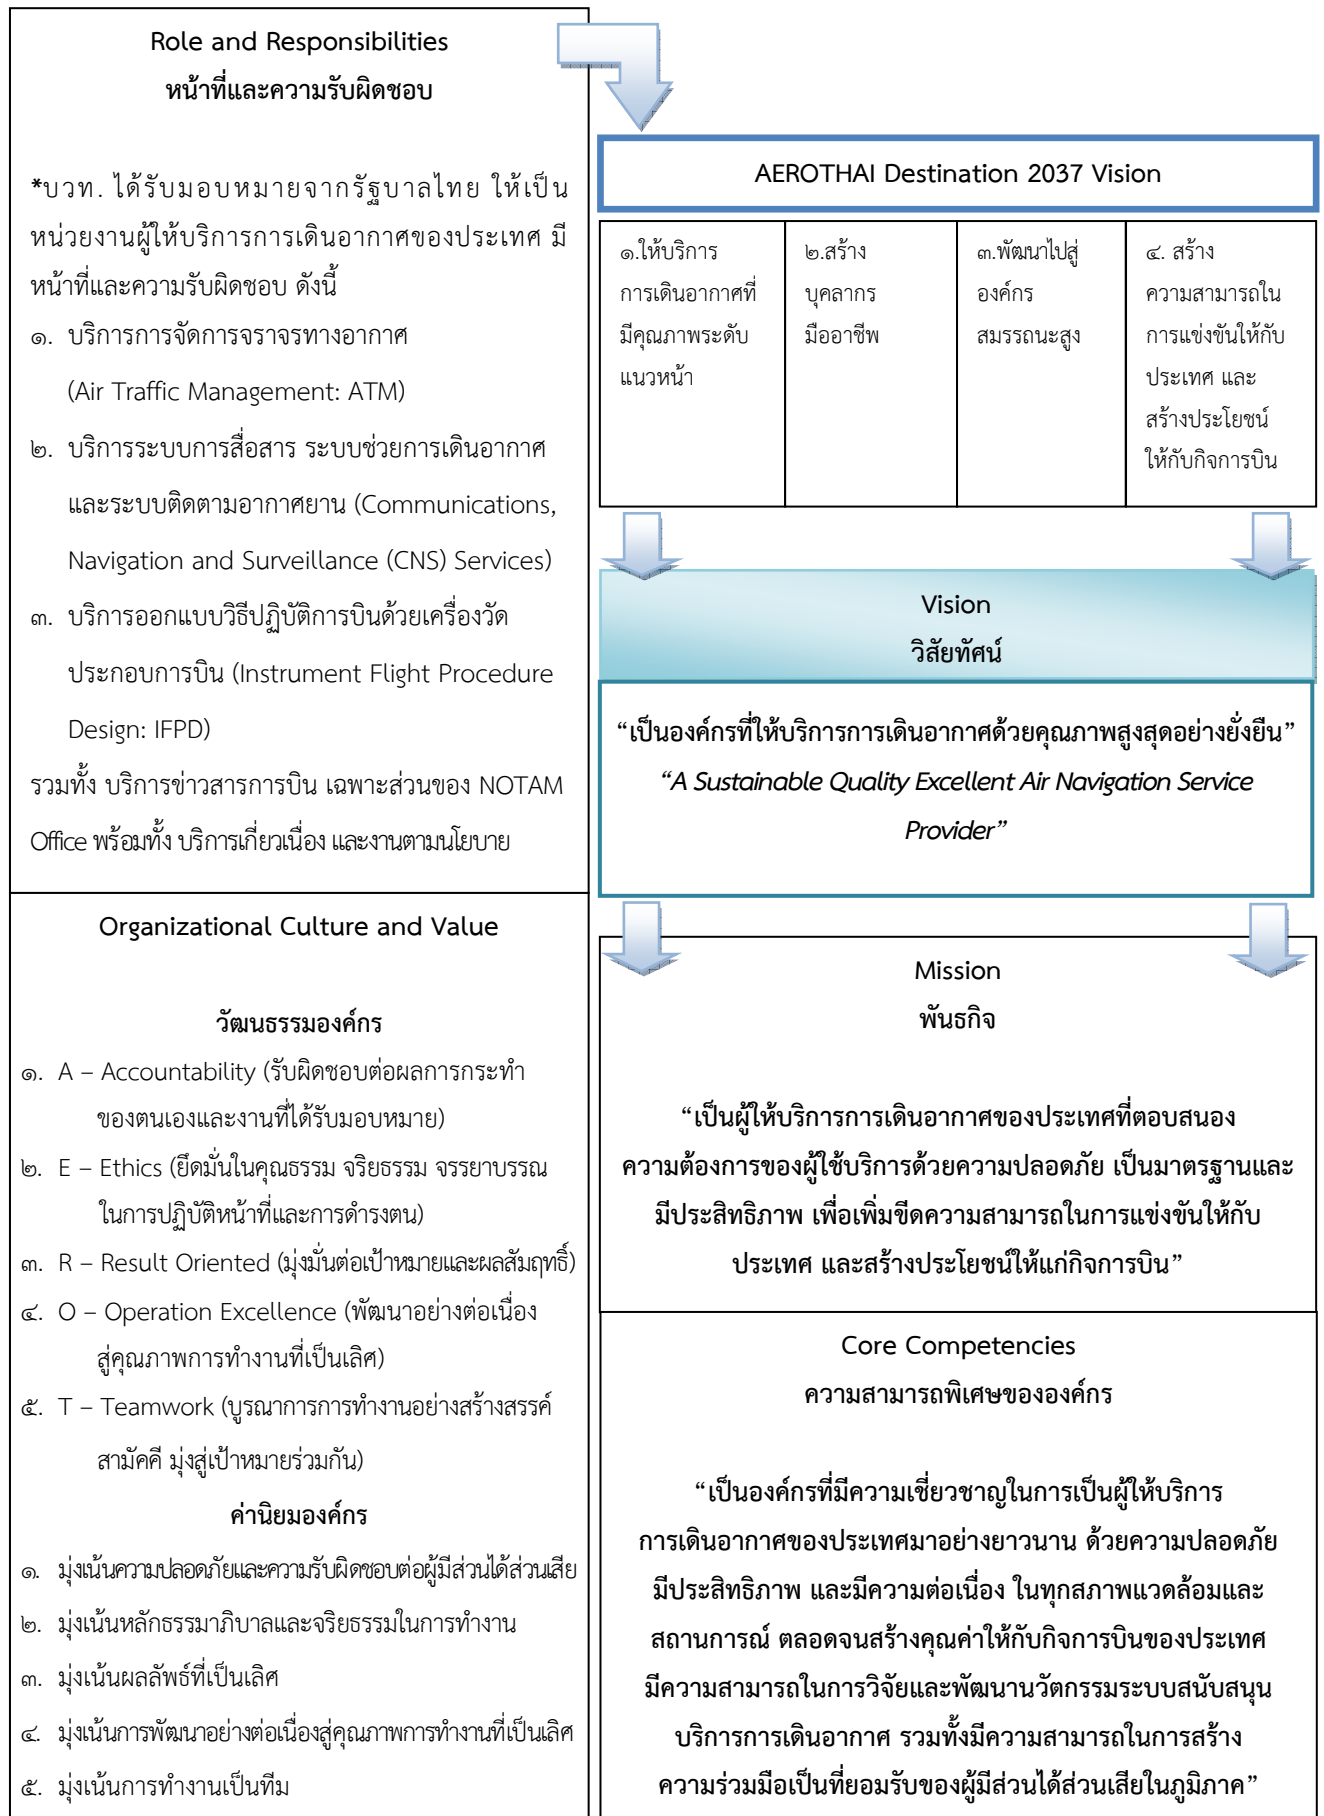 Role and Responsibilities
หน้าที่และความรับผิดชอบ
*บวท. ได้รับมอบหมายจากรัฐบาลไทย ให้เป็น
หน่วยงานผู้ให้บริการการเดินอากาศของประเทศ มี
หน้าที่และความรับผิดชอบ ดังนี้
๑. บริการการจัดการจราจรทางอากาศ
(Air Traffic Management: ATM)
๒. บริการระบบการสื่อสาร ระบบช่วยการเดินอากาศ
และระบบติดตามอากาศยาน (Communications,
Navigation and Surveillance (CNS) Services)
๓. บริการออกแบบวิธีปฏิบัติการบินด้วยเครื่องวัด
ประกอบการบิน (Instrument Flight Procedure
Design: IFPD)
รวมทั้ง บริการข่าวสารการบิน เฉพาะส่วนของ NOTAM
Office พร้อมทั้ง บริการเกี่ยวเนื่อง และงานตามนโยบาย
Organizational Culture and Value
วัฒนธรรมองค์กร
๑. A – Accountability (รับผิดชอบต่อผลการกระทำ
ของตนเองและงานที่ได้รับมอบหมาย)
๒. E – Ethics (ยึดมั่นในคุณธรรม จริยธรรม จรรยาบรรณ
ในการปฏิบัติหน้าที่และการดำรงตน)
๓. R – Result Oriented (มุ่งมั่นต่อเป้าหมายและผลสัมฤทธิ์)
๔. O – Operation Excellence (พัฒนาอย่างต่อเนื่อง
สู่คุณภาพการทำงานที่เป็นเลิศ)
๕. T – Teamwork (บูรณาการการทำงานอย่างสร้างสรรค์
สามัคคี มุ่งสู่เป้าหมายร่วมกัน)
ค่านิยมองค์กร
๑. มุ่งเน้นความปลอดภัยและความรับผิดชอบต่อผู้มีส่วนได้ส่วนเสีย
๒. มุ่งเน้นหลักธรรมาภิบาลและจริยธรรมในการทำงาน
๓. มุ่งเน้นผลลัพธ์ที่เป็นเลิศ
๔. มุ่งเน้นการพัฒนาอย่างต่อเนื่องสู่คุณภาพการทำงานที่เป็นเลิศ
๕. มุ่งเน้นการทำงานเป็นทีม
AEROTHAI Destination 2037 Vision
๑.ให้บริการ
การเดินอากาศที่
มีคุณภาพระดับ
แนวหน้า
๒.สร้าง
บุคลากร
มืออาชีพ
๓.พัฒนาไปสู่
องค์กร
สมรรถนะสูง
๔. สร้าง
ความสามารถใน
การแข่งขันให้กับ
ประเทศ และ
สร้างประโยชน์
ให้กับกิจการบิน
Vision
วิสัยทัศน์
“เป็นองค์กรที่ให้บริการการเดินอากาศด้วยคุณภาพสูงสุดอย่างยั่งยืน”
“A Sustainable Quality Excellent Air Navigation Service
Provider”
Mission
พันธกิจ
“เป็นผู้ให้บริการการเดินอากาศของประเทศที่ตอบสนอง
ความต้องการของผู้ใช้บริการด้วยความปลอดภัย เป็นมาตรฐานและ
มีประสิทธิภาพ เพื่อเพิ่มขีดความสามารถในการแข่งขันให้กับ
ประเทศ และสร้างประโยชน์ให้แก่กิจการบิน”
Core Competencies
ความสามารถพิเศษขององค์กร
“เป็นองค์กรที่มีความเชี่ยวชาญในการเป็นผู้ให้บริการ
การเดินอากาศของประเทศมาอย่างยาวนาน ด้วยความปลอดภัย
มีประสิทธิภาพ และมีความต่อเนื่อง ในทุกสภาพแวดล้อมและ
สถานการณ์ ตลอดจนสร้างคุณค่าให้กับกิจการบินของประเทศ
มีความสามารถในการวิจัยและพัฒนานวัตกรรมระบบสนับสนุน
บริการการเดินอากาศ รวมทั้งมีความสามารถในการสร้าง
ความร่วมมือเป็นที่ยอมรับของผู้มีส่วนได้ส่วนเสียในภูมิภาค”